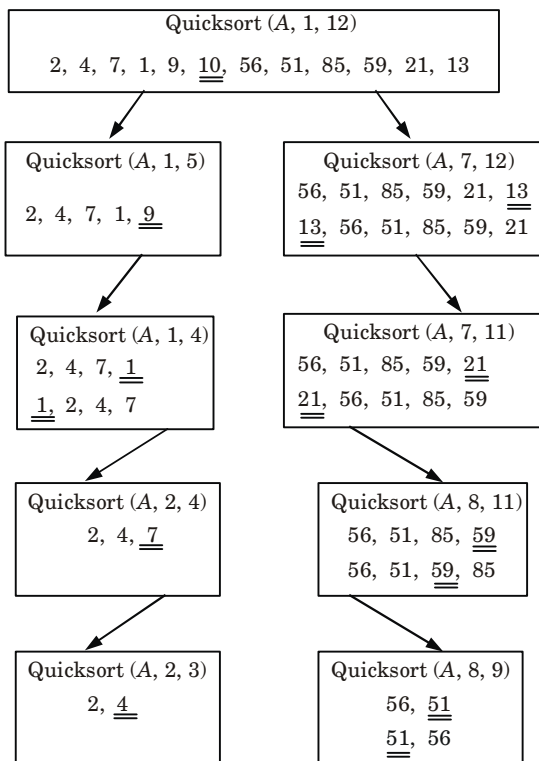 Quicksort (A, 1, 12)
2, 4, 7, 1, 9, 10, 56, 51, 85, 59, 21, 13
Quicksort (A, 1, 5)
2, 4, 7, 1, 9
Quicksort (A, 7, 12)
56, 51, 85, 59, 21, 13
13, 56, 51, 85, 59, 21
Quicksort (A, 1, 4)
2, 4, 7, 1
1, 2, 4, 7
Quicksort (A, 7, 11)
56, 51, 85, 59, 21
21, 56, 51, 85, 59
Quicksort (A, 2, 4)
2, 4, 7
Quicksort (A, 8, 11)
56, 51, 85, 59
56, 51, 59, 85
Quicksort (A, 2, 3)
2, 4
Quicksort (A, 8, 9)
56, 51
51, 56